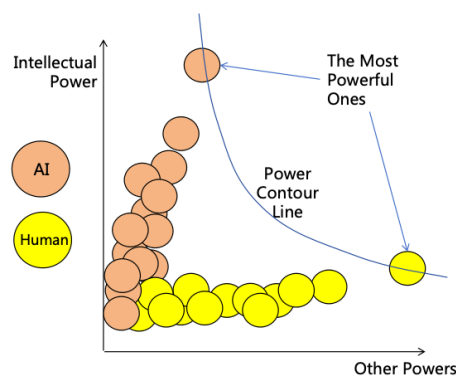 Intellectual
Power
The Most
Powerful
Ones
AI
Human
Power
Contour
Line
Other Powers